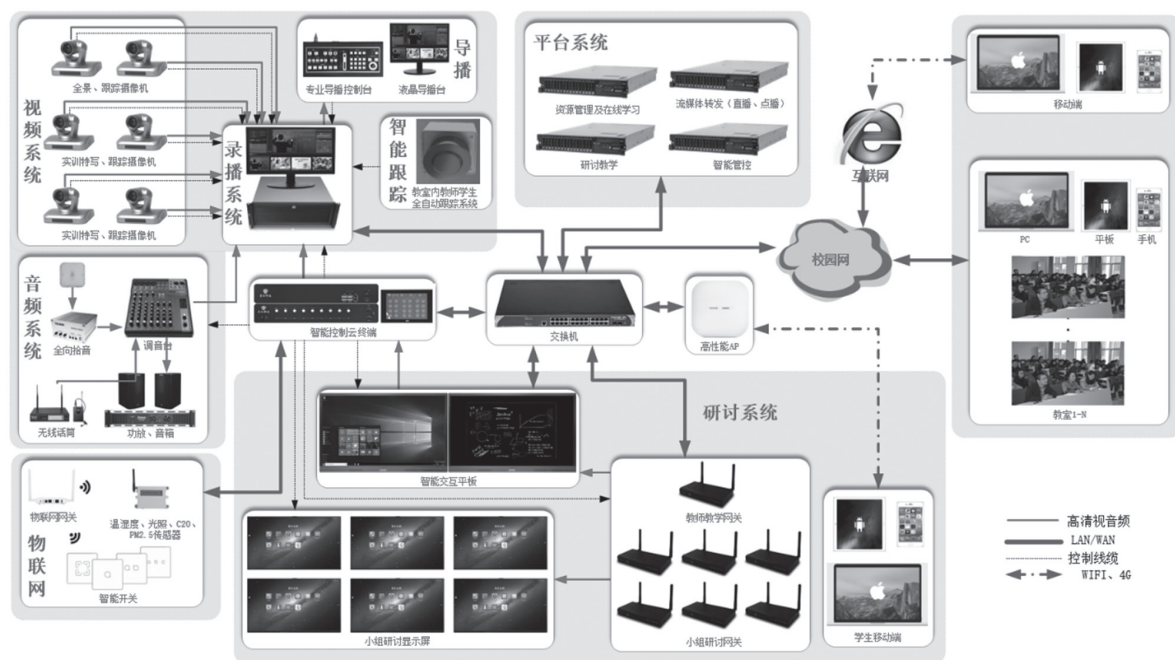 视频系统
全景、跟踪摄像机
实训特写、跟踪摄像机
实训特写、跟踪摄像机
录播系统
导播
专业导播控制台
液晶导播台
智能跟踪
教室内教师学生
全自动跟踪系统
平台系统
资源管理及在线学习
流媒体转发（直播、点播）
研讨教学
智能管控
互联网
校园网
移动端
PC
平板
手机
教室1-N
音频系统
全向拾音
调音台
无线话筒
功放、音箱
智能控制云终端
交换机
高性能AP
研讨系统
智能交互平板
教师教学网关
小组研讨网关
小组研讨显示屏
学生移动端
物联网
物联网网关
温湿度、光照、C20、
PM2.5传感器
智能开关
高清视音频
LAN/WAN
控制线缆
WIFI、4G